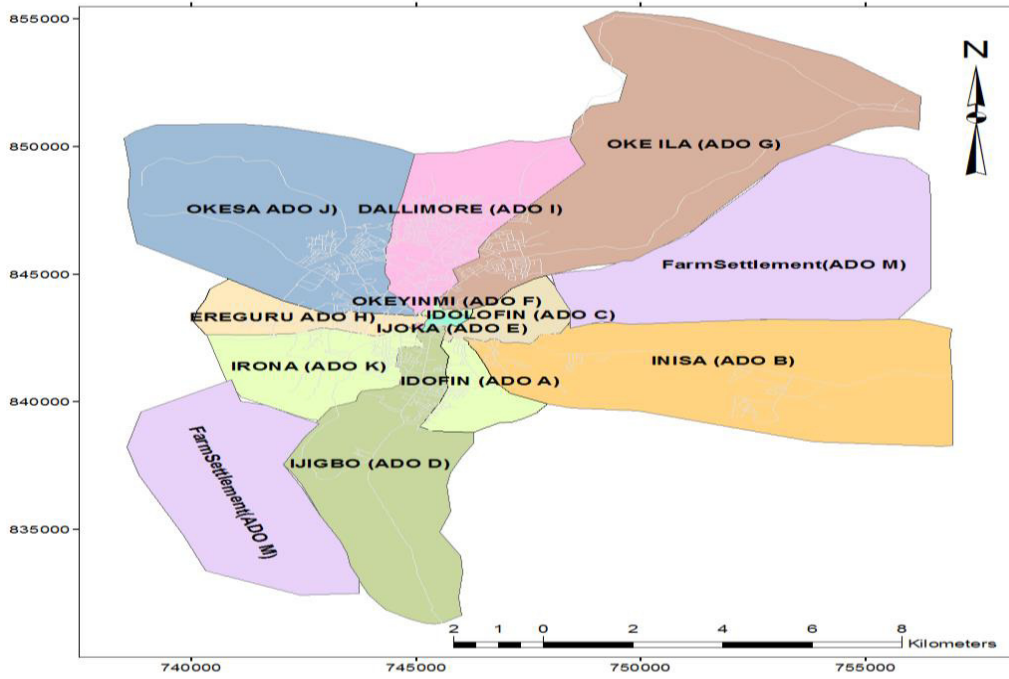 855000
N
OKE ILA (ADO G)
850000
OKESA ADO J)
DALLIMORE (ADO I)
845000
FarmSettlement(ADO M)
OKEYINMI (ADO F)
EREGURU ADO H)
IDOLOFIN (ADO C)
IJOKA (ADO E)
IRONA (ADO K)
INISA (ADO B)
IDOFIN (ADO A)
840000
FarmSettlement(ADO M)
IJIGBO (ADO D)
835000
2 1 0 2 4 6 8
Kilometers
740000 745000 750000 755000